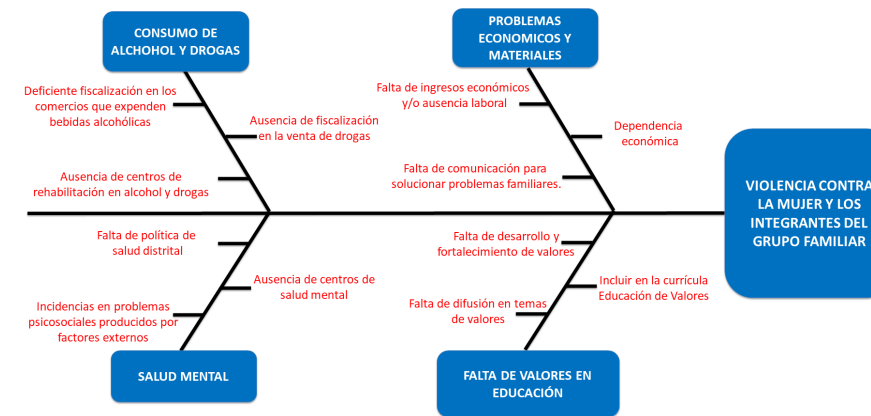 CONSUMO DE
ALCHOHOL Y DROGAS
PROBLEMAS
ECONOMICOS Y
MATERIALES
Deficiente fiscalización en los
comercios que expenden
bebidas alcohólicas
Ausencia de fiscalización
en la venta de drogas
Ausencia de centros de
rehabilitación en alcohol y drogas
Falta de ingresos económicos
y/o ausencia laboral
Dependencia
económica
Falta de comunicación para
solucionar problemas familiares.
VIOLENCIA CONTRA
LA MUJER Y LOS
INTEGRANTES DEL
GRUPO FAMILIAR
Falta de política de
salud distrital
Ausencia de centros de
salud mental
Incidencias en problemas
psicosociales producidos por
factores externos
Falta de desarrollo y
fortalecimiento de valores
Incluir en la currícula
Educación de Valores
Falta de difusión en temas
de valores
SALUD MENTAL
FALTA DE VALORES EN
EDUCACIÓN